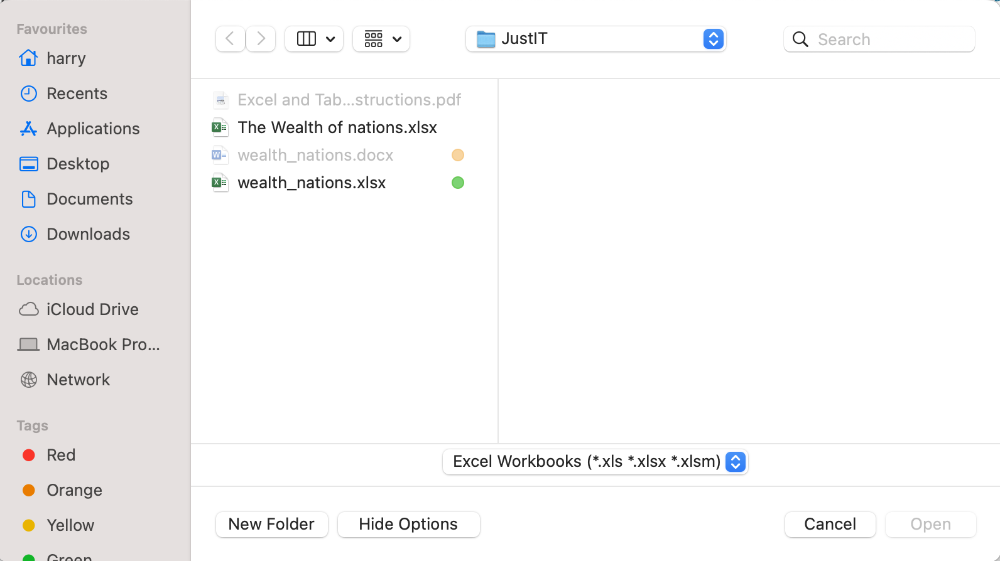 Favourites
harry
Recents
Applications
Desktop
Documents
Downloads
Locations
iCloud Drive
MacBook Pro...
Network
Tags
Red
Orange
Yellow
Green
JustIT
Search
Excel and Tab...structions.pdf
The Wealth of nations.xlsx
wealth_nations.docx
wealth_nations.xlsx
Excel Workbooks (*.xls *.xlsx *.xlsm)
New Folder
Hide Options
Cancel
Open